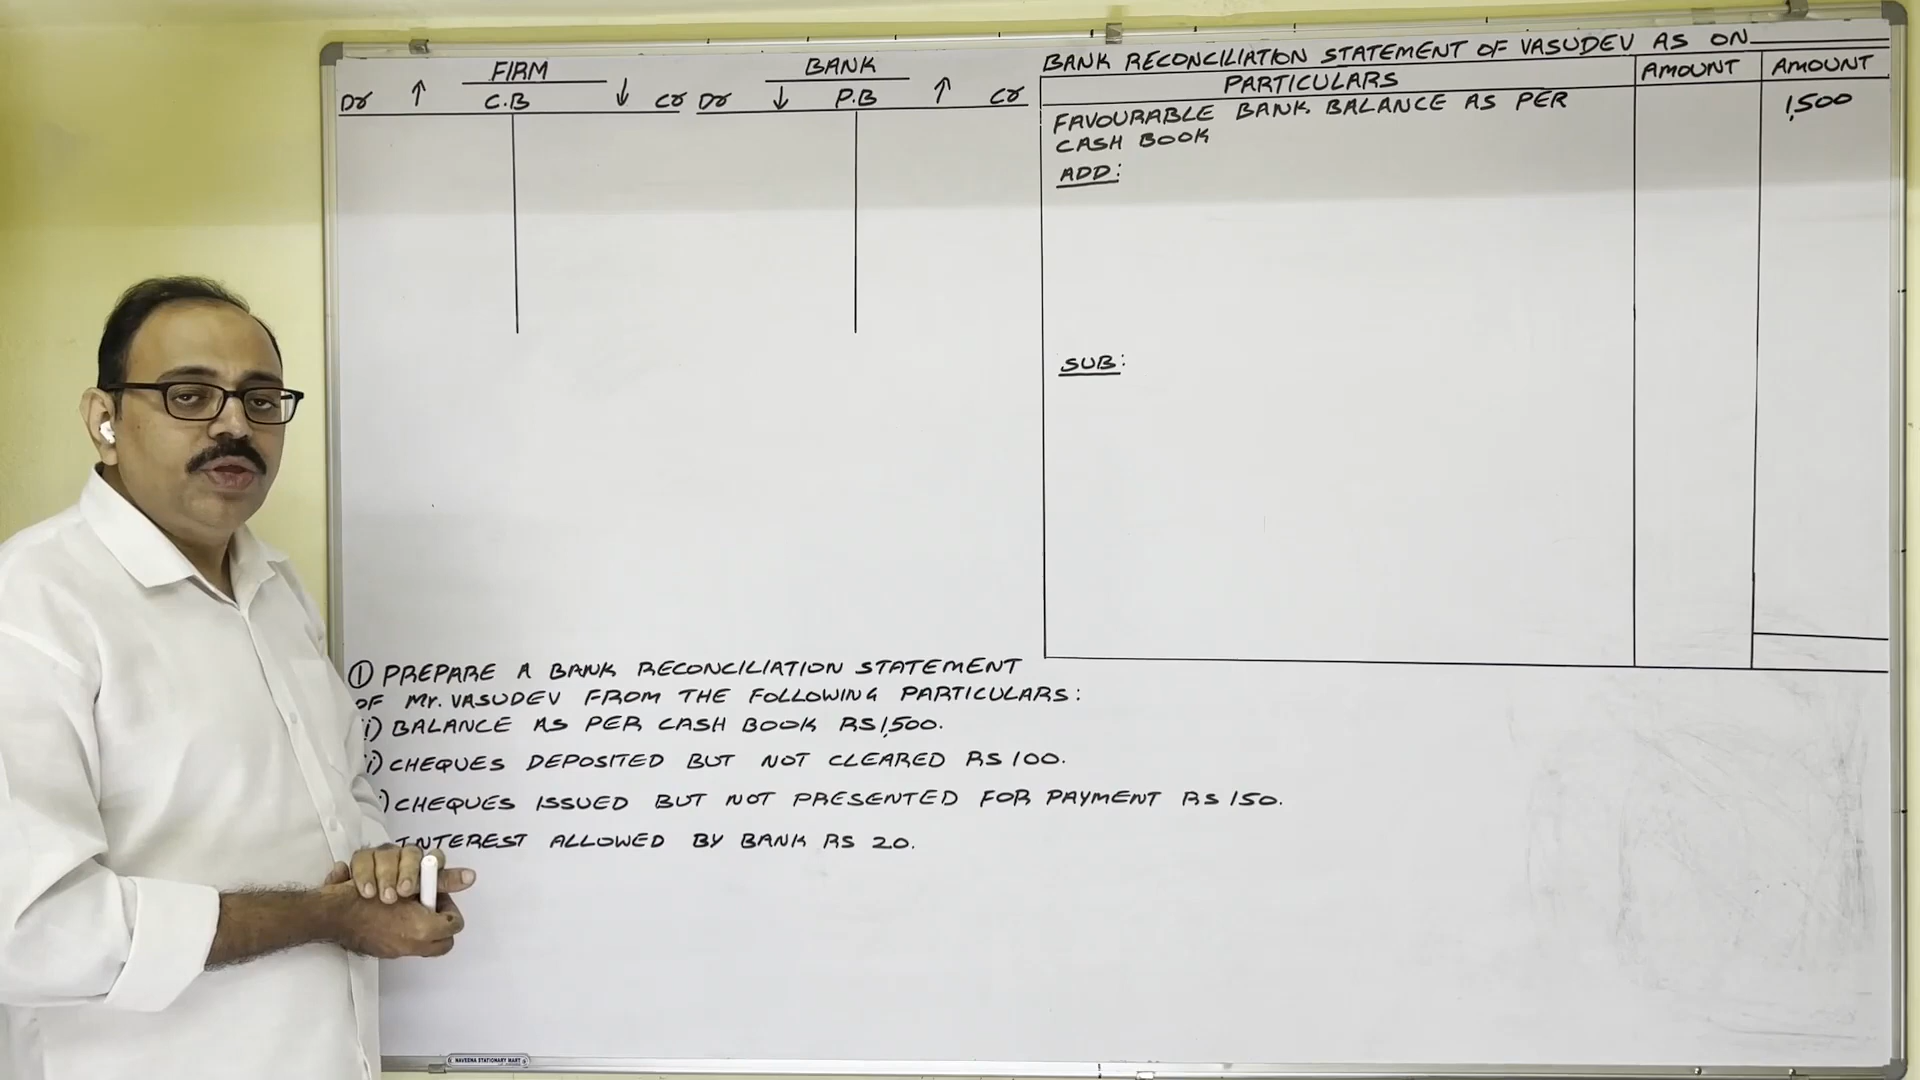 FIRM
Dr ↑ C.B ↓ Cr
BANK
Dr ↓ P.B ↑ Cr
BANK RECONCILIATION STATEMENT OF VASUDEV AS ON
PARTICULARS AMOUNT AMOUNT
FAVOURABLE BANK BALANCE AS PER 1,500
CASH BOOK
ADD:
SUB:
① PREPARE A BANK RECONCILIATION STATEMENT
OF Mr. VASUDEV FROM THE FOLLOWING PARTICULARS:
i) BALANCE AS PER CASH BOOK RS 1,500.
i) CHEQUES DEPOSITED BUT NOT CLEARED RS 100.
) CHEQUES ISSUED BUT NOT PRESENTED FOR PAYMENT RS 150.
INTEREST ALLOWED BY BANK RS 20.
NAVEENA STATIONARY MART